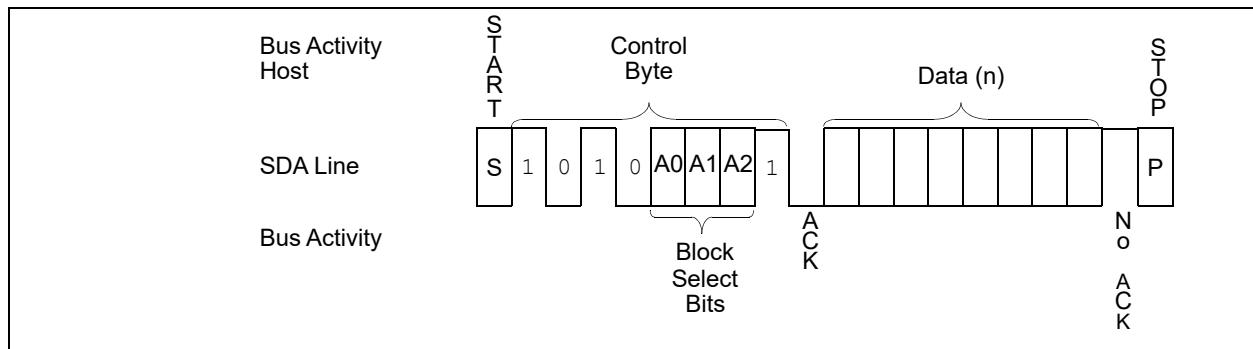 Bus Activity
Host
START
Control
Byte
Data (n)
STOP
SDA Line
S 1 0 1 0 A0 A1 A2 1 P
Bus Activity
ACK
Block
Select
Bits
No ACK